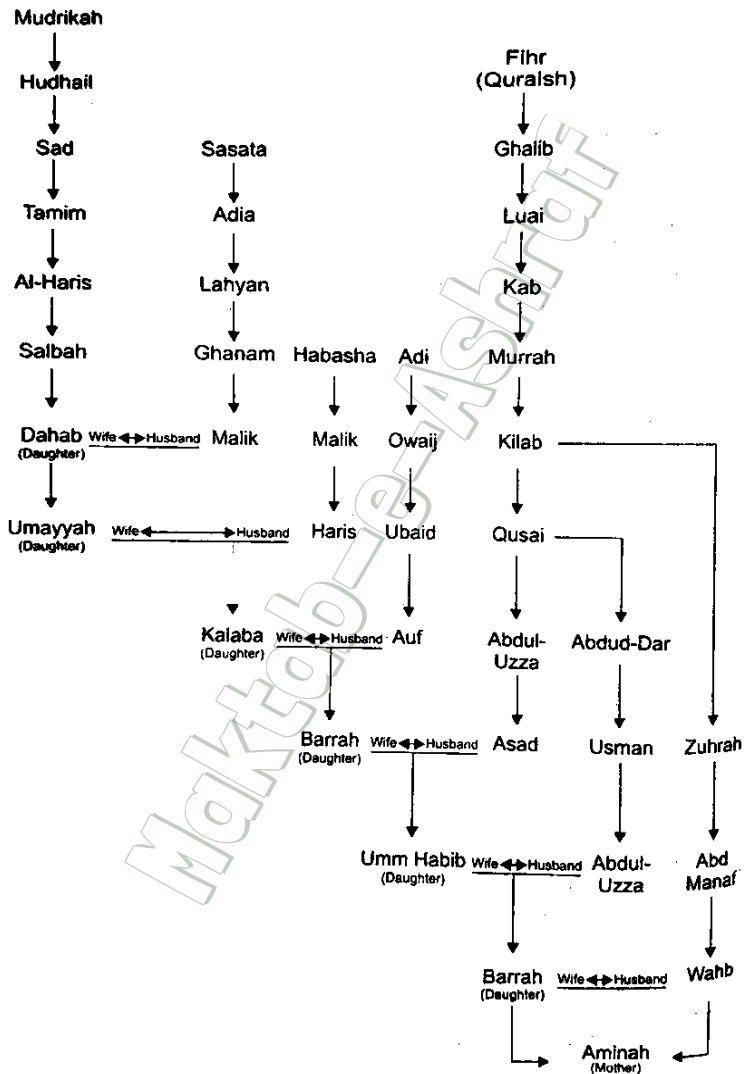 Mudrikah
Hudhail
Fihr
(Quraish)
Sad Sasata Ghalib
Tamim Adia Luai
Al-Haris Lahyan Kab
Salbah Ghanam Habasha Adi Murrah
Dahab Wife Husband Malik Malik Owaij Kilab
(Daughter)
Umayyah Wife Husband Haris Ubaid Qusai
(Daughter)
Kalaba Wife Husband Auf Abdul- Abdud-Dar
(Daughter) Uzza
Barrah Wife Husband Asad Usman Zuhrah
(Daughter)
Umm Habib Wife Husband Abdul- Abd
(Daughter) Uzza Manaf
Barrah Wife Husband Wahb
(Daughter)
Aminah
(Mother)
Maktab-e-Ashraf